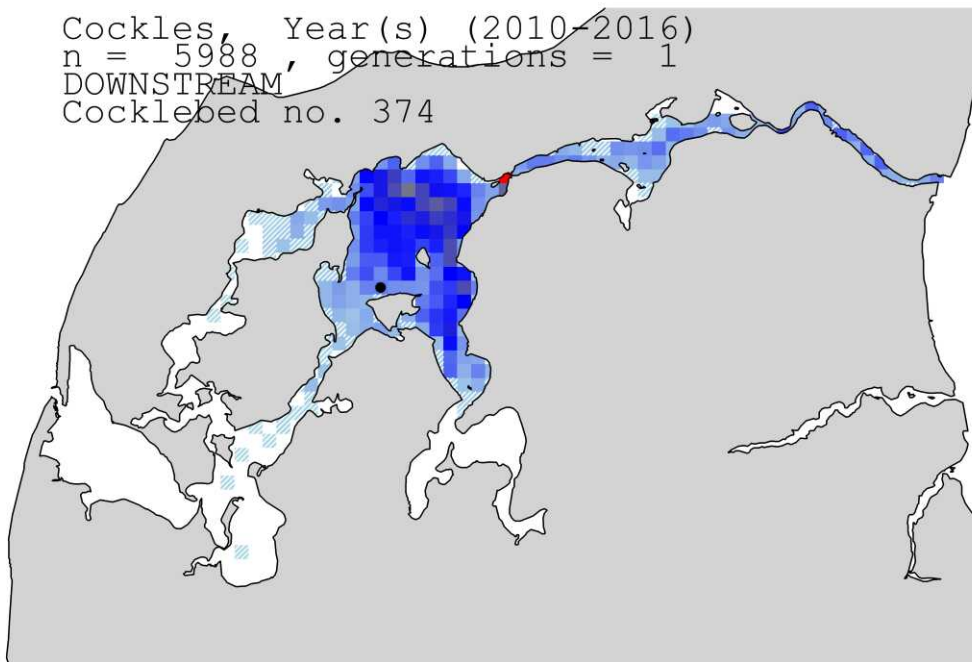 Cockles, Year(s) (2010-2016)
n = 5988 , generations = 1
DOWNSTREAM
Cocklebed no. 374